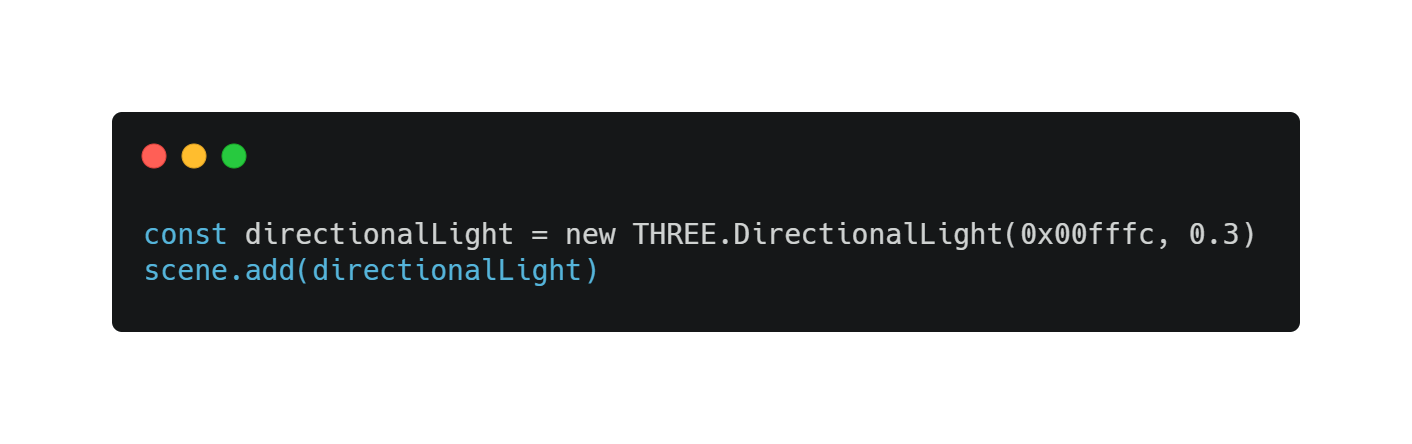 const directionalLight = new THREE.DirectionalLight(0x00fffc, 0.3)
scene.add(directionalLight)